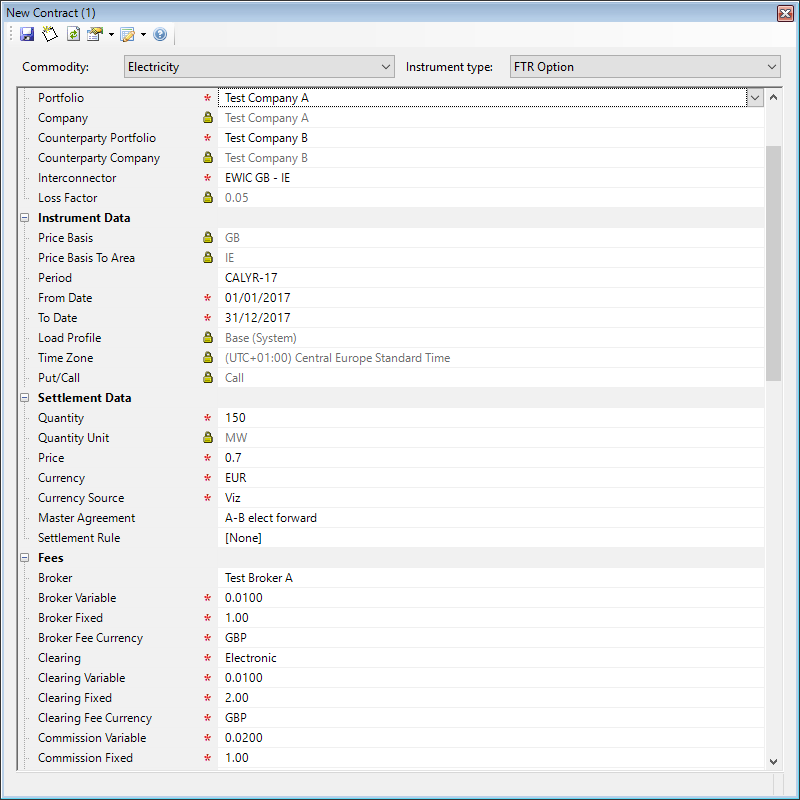 New Contract (1)
Commodity: Electricity Instrument type: FTR Option
Portfolio * Test Company A
Company Test Company A
Counterparty Portfolio * Test Company B
Counterparty Company Test Company B
Interconnector * EWIC GB - IE
Loss Factor 0.05
Instrument Data
Price Basis GB
Price Basis To Area IE
Period CALYR-17
From Date * 01/01/2017
To Date * 31/12/2017
Load Profile Base (System)
Time Zone (UTC+01:00) Central Europe Standard Time
Put/Call Call
Settlement Data
Quantity * 150
Quantity Unit MW
Price * 0.7
Currency * EUR
Currency Source * Viz
Master Agreement A-B elect forward
Settlement Rule [None]
Fees
Broker Test Broker A
Broker Variable * 0.0100
Broker Fixed * 1.00
Broker Fee Currency * GBP
Clearing * Electronic
Clearing Variable * 0.0100
Clearing Fixed * 2.00
Clearing Fee Currency * GBP
Commission Variable * 0.0200
Commission Fixed * 1.00